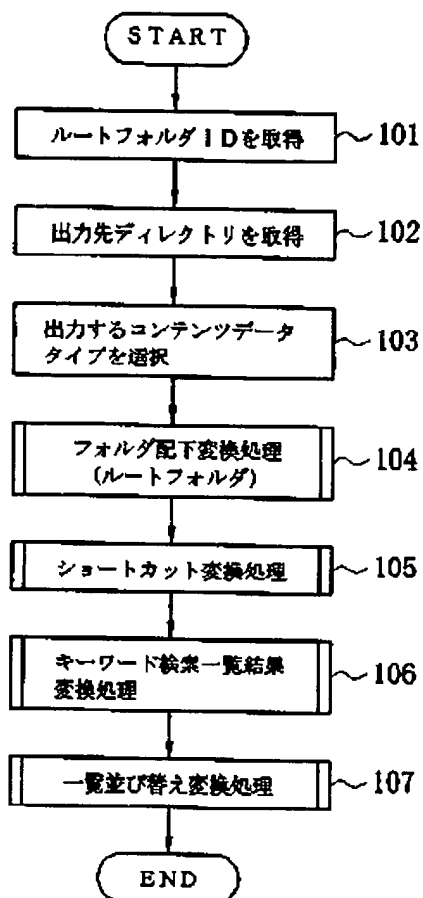 START
ルートフォルダIDを取得
101
出力先ディレクトリを取得
102
出力するコンテンツデータ
タイプを選択
103
フォルダ配下変換処理
(ルートフォルダ)
104
ショートカット変換処理
105
キーワード検索一覧結果
変換処理
106
一覧並び替え変換処理
107
END